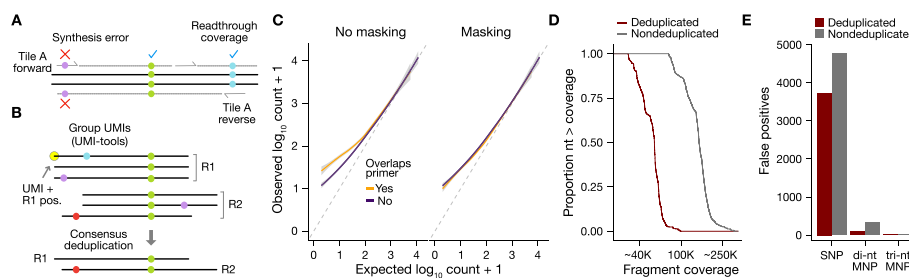 A
Synthesis error
Readthrough
coverage
Tile A
forward
Tile A
reverse
B
Group UMIs
(UMI-tools)
R1
UMI +
R1 pos.
R2
Consensus
deduplication
R1
R2
C
No masking
Masking
Observed log10 count + 1
4
3
2
1
0
Overlaps
primer
Yes
No
0 1 2 3 4
0 1 2 3 4
Expected log10 count + 1
D
Deduplicated
Nondeduplicated
Proportion nt > coverage
1.00
0.75
0.50
0.25
0
~40K 100K ~250K
Fragment coverage
E
Deduplicated
Nondeduplicate
False positives
5000
4000
3000
2000
1000
0
SNP
di-nt
MNP
tri-nt
MNP